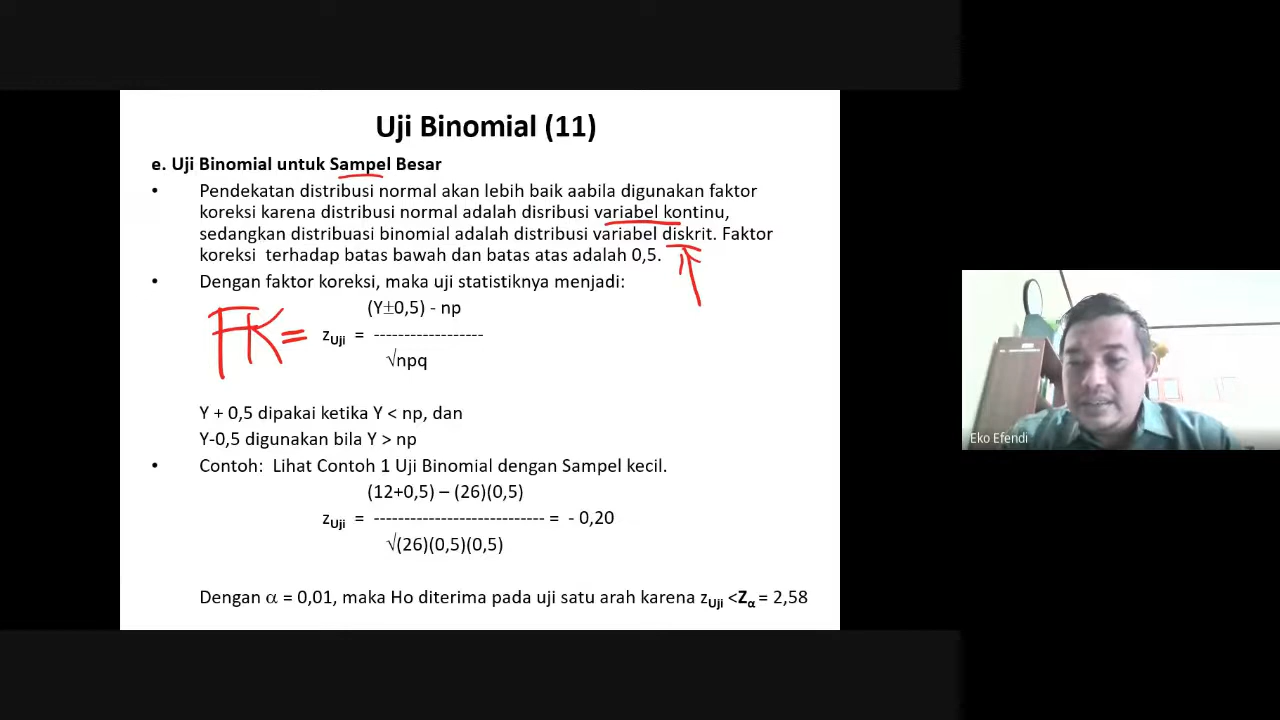 Uji Binomial (11)
e. Uji Binomial untuk Sampel Besar
• Pendekatan distribusi normal akan lebih baik aabila digunakan faktor
koreksi karena distribusi normal adalah disribusi variabel kontinu,
sedangkan distribuasi binomial adalah distribusi variabel diskrit. Faktor
koreksi terhadap batas bawah dan batas atas adalah 0,5.
• Dengan faktor koreksi, maka uji statistiknya menjadi:
(Y±0,5) - np
FK= zUji = ------------------
√npq
Y + 0,5 dipakai ketika Y < np, dan
Y-0,5 digunakan bila Y > np
• Contoh: Lihat Contoh 1 Uji Binomial dengan Sampel kecil.
(12+0,5) – (26)(0,5)
zUji = ---------------------------- = - 0,20
√(26)(0,5)(0,5)
Dengan α = 0,01, maka Ho diterima pada uji satu arah karena zUji <Zα = 2,58
Eko Efendi